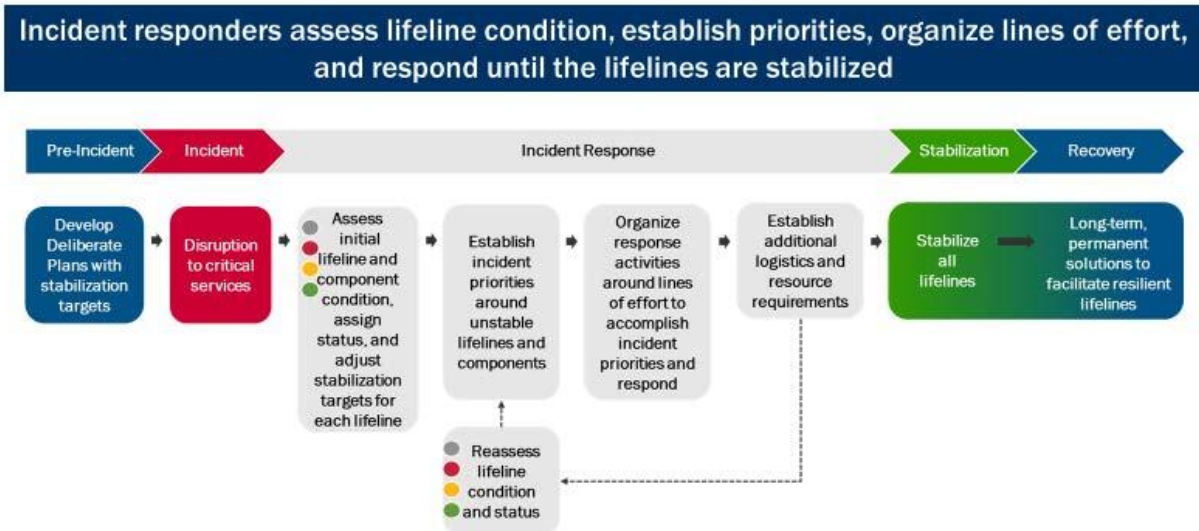 Incident responders assess lifeline condition, establish priorities, organize lines of effort,
and respond until the lifelines are stabilized
Pre-Incident
Incident
Incident Response
Stabilization
Recovery
Develop
Deliberate
Plans with
stabilization
targets
Disruption
to critical
services
Assess
initial
lifeline and
component
condition,
assign
status, and
adjust
stabilization
targets for
each lifeline
Establish
incident
priorities
around
unstable
lifelines and
components
Organize
response
activities
around lines
of effort to
accomplish
incident
priorities and
respond
Establish
additional
logistics and
resource
requirements
Stabilize
all
lifelines
Long-term,
permanent
solutions to
facilitate resilient
lifelines
Reassess
lifeline
condition
and status